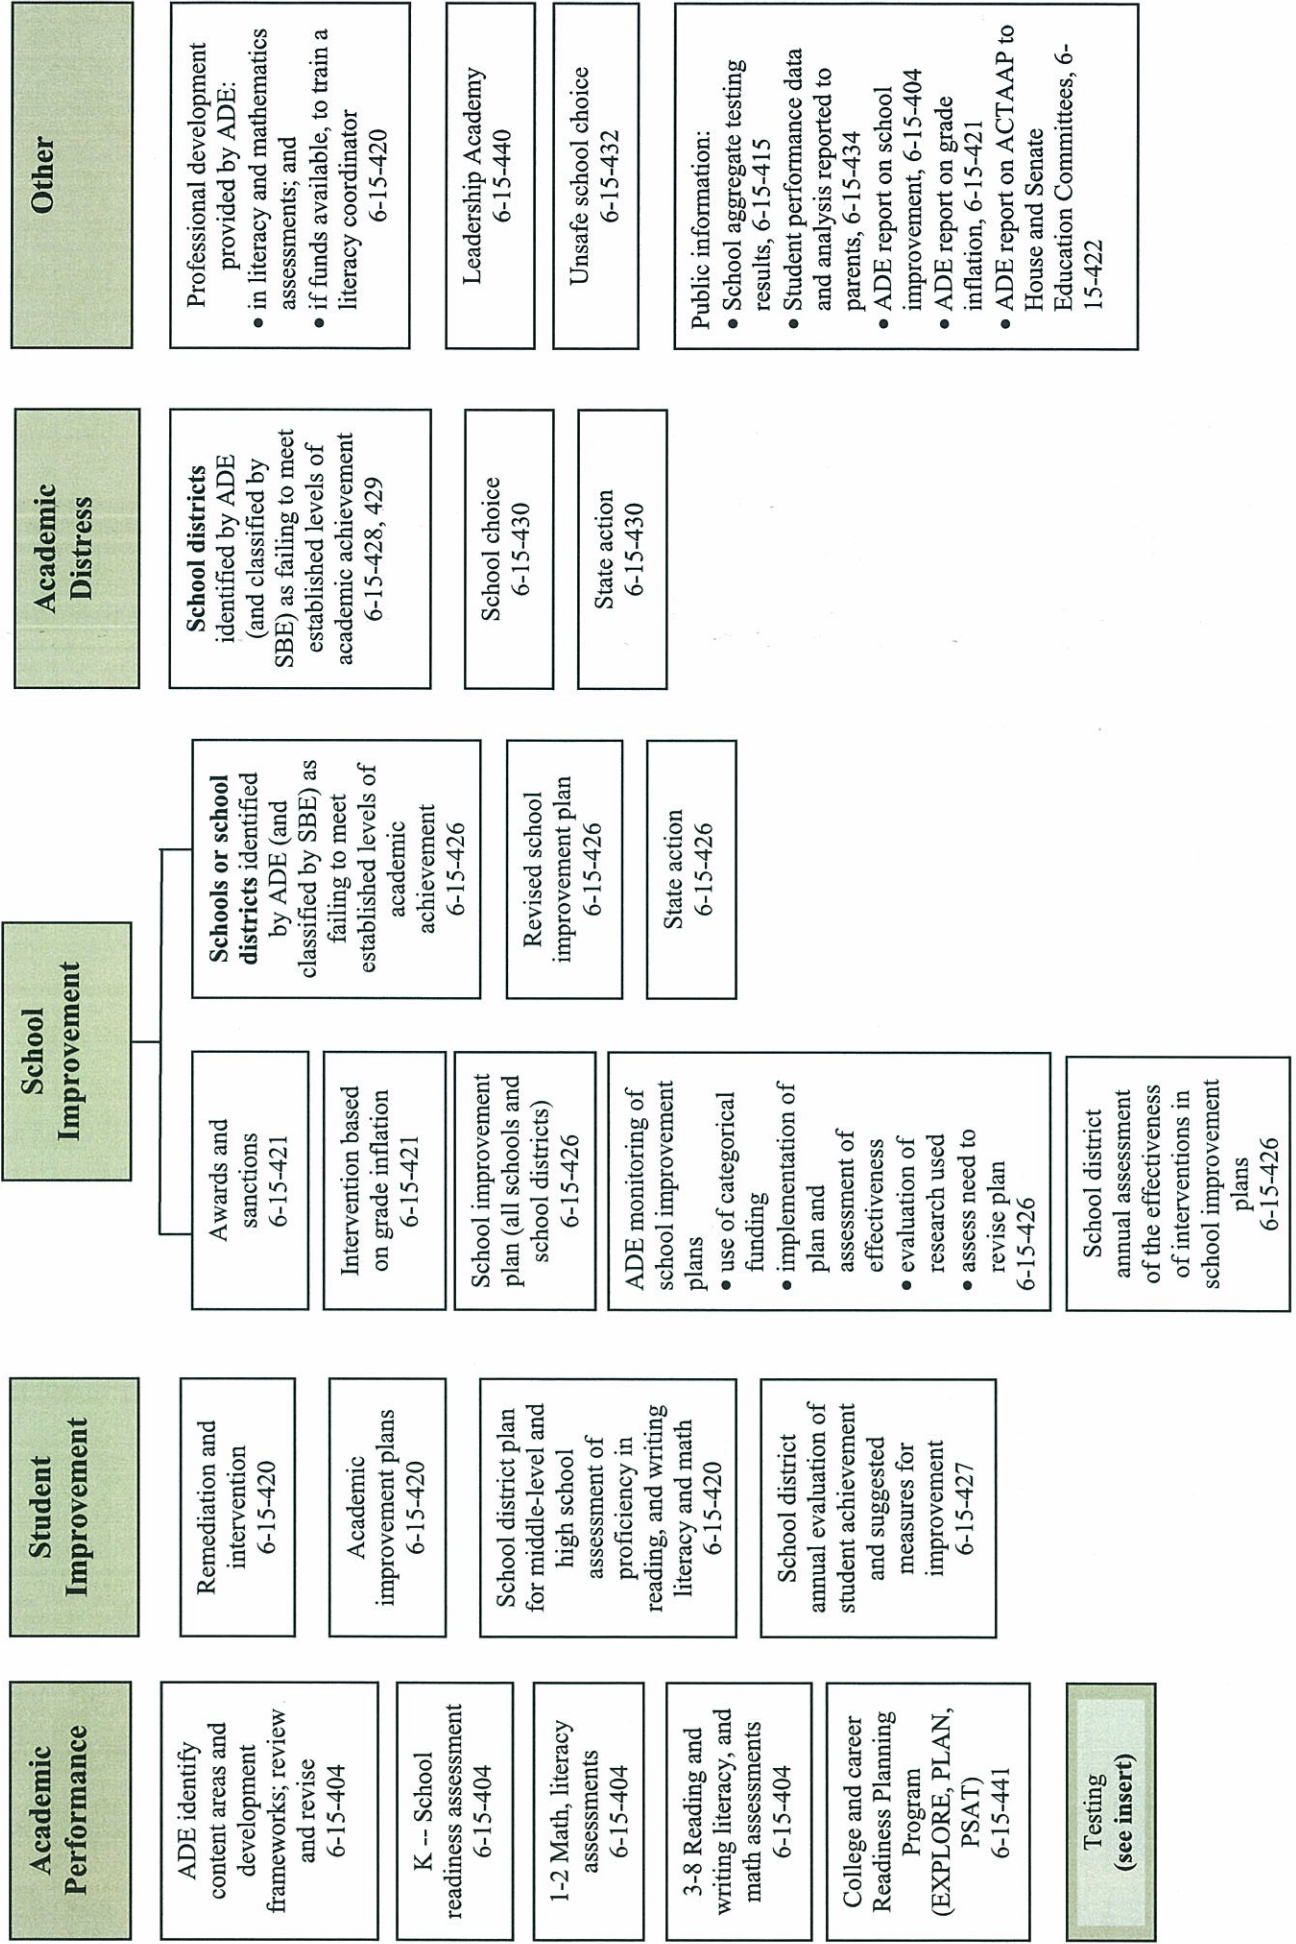 Academic
Performance
ADE identify
content areas and
development
frameworks; review
and revise
6-15-404
K -- School
readiness assessment
6-15-404
1-2 Math, literacy
assessments
6-15-404
3-8 Reading and
writing literacy, and
math assessments
6-15-404
College and career
Readiness Planning
Program
(EXPLORE, PLAN,
PSAT)
6-15-441
Testing
(see insert)
Student
Improvement
Remediation and
intervention
6-15-420
Academic
improvement plans
6-15-420
School district plan
for middle-level and
high school
assessment of
proficiency in
reading, and writing
literacy and math
6-15-420
School district
annual evaluation of
student achievement
and suggested
measures for
improvement
6-15-427
School
Improvement
Awards and
sanctions
6-15-421
Intervention based
on grade inflation
6-15-421
School improvement
plan (all schools and
school districts)
6-15-426
ADE monitoring of
school improvement
plans
• use of categorical
funding
• implementation of
plan and
assessment of
effectiveness
• evaluation of
research used
• assess need to
revise plan
6-15-426
School district
annual assessment
of the effectiveness
of interventions in
school improvement
plans
6-15-426
Schools or school
districts identified
by ADE (and
classified by SBE) as
failing to meet
established levels of
academic
achievement
6-15-426
Revised school
improvement plan
6-15-426
State action
6-15-426
Academic
Distress
School districts
identified by ADE
(and classified by
SBE) as failing to meet
established levels of
academic achievement
6-15-428, 429
School choice
6-15-430
State action
6-15-430
Other
Professional development
provided by ADE:
• in literacy and mathematics
assessments; and
• if funds available, to train a
literacy coordinator
6-15-420
Leadership Academy
6-15-440
Unsafe school choice
6-15-432
Public information:
• School aggregate testing
results, 6-15-415
• Student performance data
and analysis reported to
parents, 6-15-434
• ADE report on school
improvement, 6-15-404
• ADE report on grade
inflation, 6-15-421
• ADE report on ACTAAP to
House and Senate
Education Committees, 6-
15-422